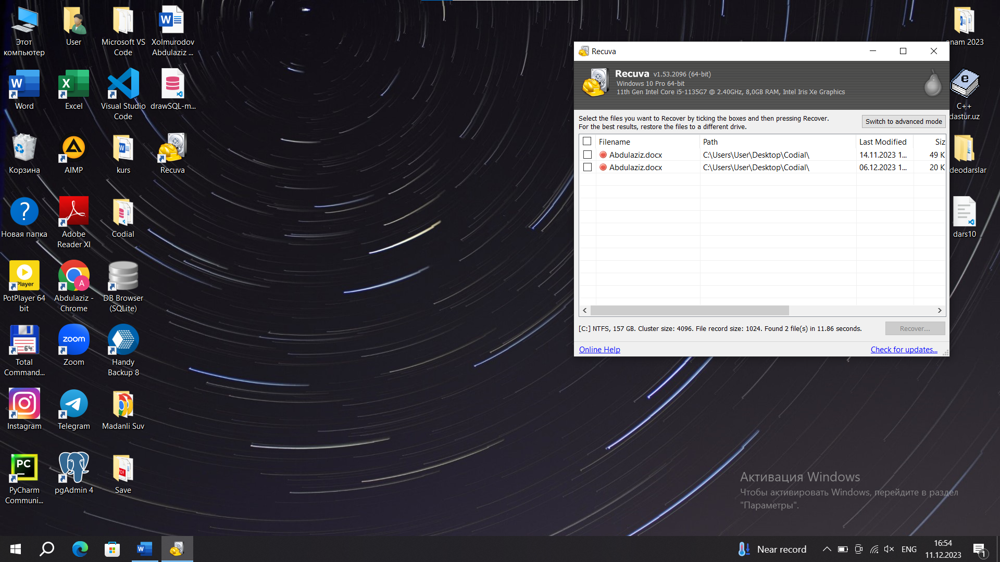 Этот
компьютер
User
Microsoft VS
Code
Xolmurodov
Abdulaziz ...
Word
Excel
Visual Studio
Code
drawSQL-m...
Корзина
AIMP
kurs
Recuva
Новая папка
Adobe
Reader XI
Codial
Player
PotPlayer 64
bit
A
Abdulaziz -
Chrome
DB Browser
(SQLite)
64
Total
Command...
zoom
Zoom
Handy
Backup 8
Instagram
Telegram
Madanli Suv
PC
PyCharm
Communi...
pgAdmin 4
PDF
Save
Recuva
Recuva v1.53.2096 (64-bit)
Windows 10 Pro 64-bit
11th Gen Intel Core i5-1135G7 @ 2.40GHz, 8,0GB RAM, Intel Iris Xe Graphics
Select the files you want to Recover by ticking the boxes and then pressing Recover.
For the best results, restore the files to a different drive.
Switch to advanced mode
Filename Path Last Modified Siz
Abdulaziz.docx C:\Users\User\Desktop\Codial\ 14.11.2023 1... 49 K
Abdulaziz.docx C:\Users\User\Desktop\Codial\ 06.12.2023 1... 20 K
[C:] NTFS, 157 GB. Cluster size: 4096. File record size: 1024. Found 2 file(s) in 11.86 seconds.
Recover...
Online Help
Check for updates...
anam 2023
e
C++
dastur.uz
deodarslar
dars10
Активация Windows
Чтобы активировать Windows, перейдите в раздел
"Параметры".
Near record
ENG
16:54
11.12.2023
1